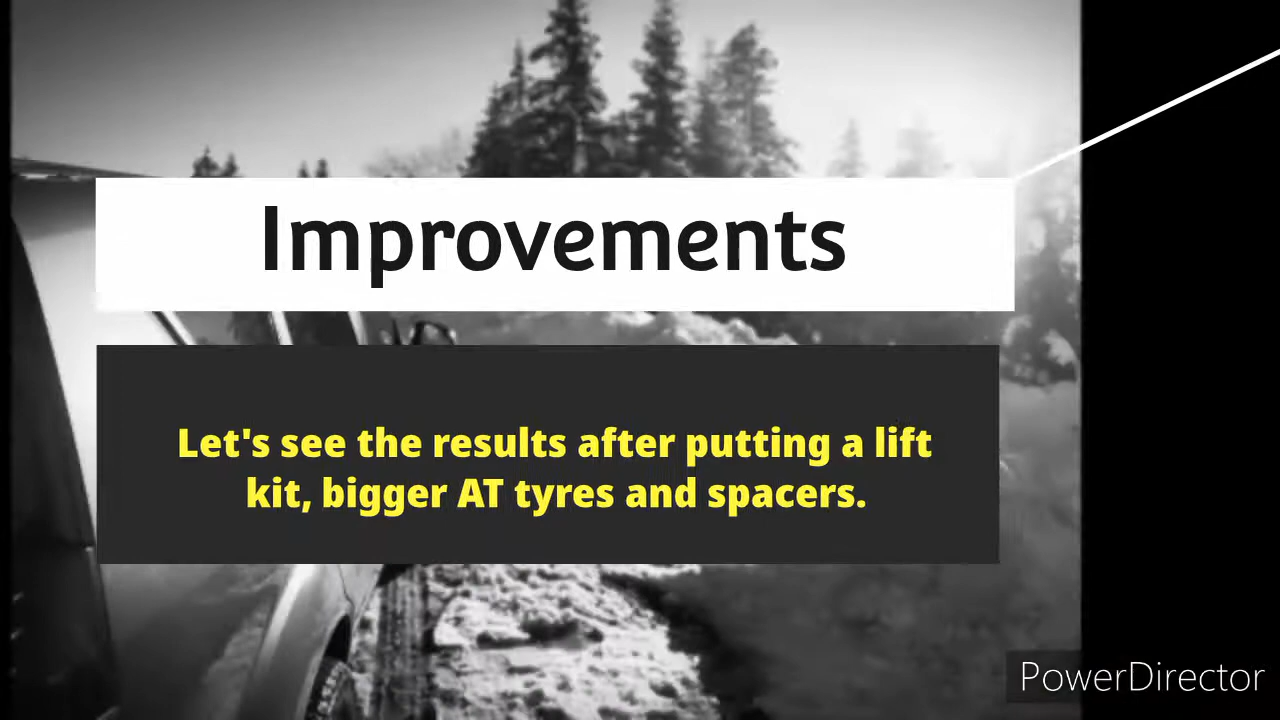 Improvements
Let's see the results after putting a lift
kit, bigger AT tyres and spacers.
PowerDirector